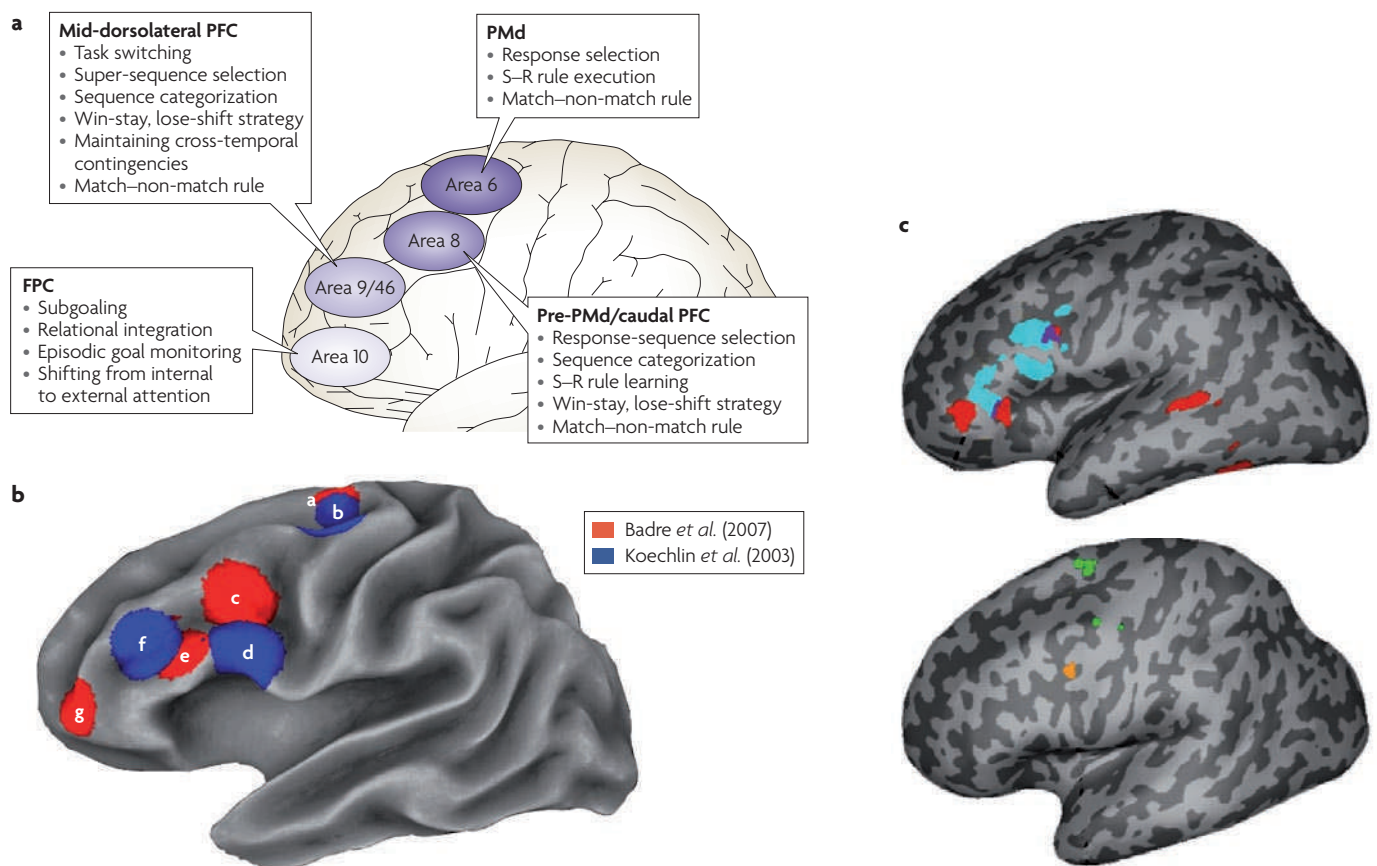 a
Mid-dorsolateral PFC
• Task switching
• Super-sequence selection
• Sequence categorization
• Win-stay, lose-shift strategy
• Maintaining cross-temporal
contingencies
• Match–non-match rule
PMd
• Response selection
• S–R rule execution
• Match–non-match rule
Area 6
Area 8
Area 9/46
Area 10
FPC
• Subgoaling
• Relational integration
• Episodic goal monitoring
• Shifting from internal
to external attention
Pre-PMd/caudal PFC
• Response-sequence selection
• Sequence categorization
• S–R rule learning
• Win-stay, lose-shift strategy
• Match–non-match rule
b
a
b
c
d
e
f
g
Badre et al. (2007)
Koechlin et al. (2003)
c